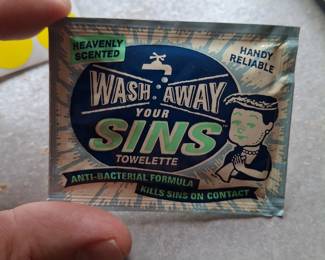 HEAVENLY
SCENTED
HANDY
RELIABLE
WASH AWAY
YOUR
SINS
TOWELETTE
ANTI-BACTERIAL FORMULA
KILLS SINS ON CONTACT